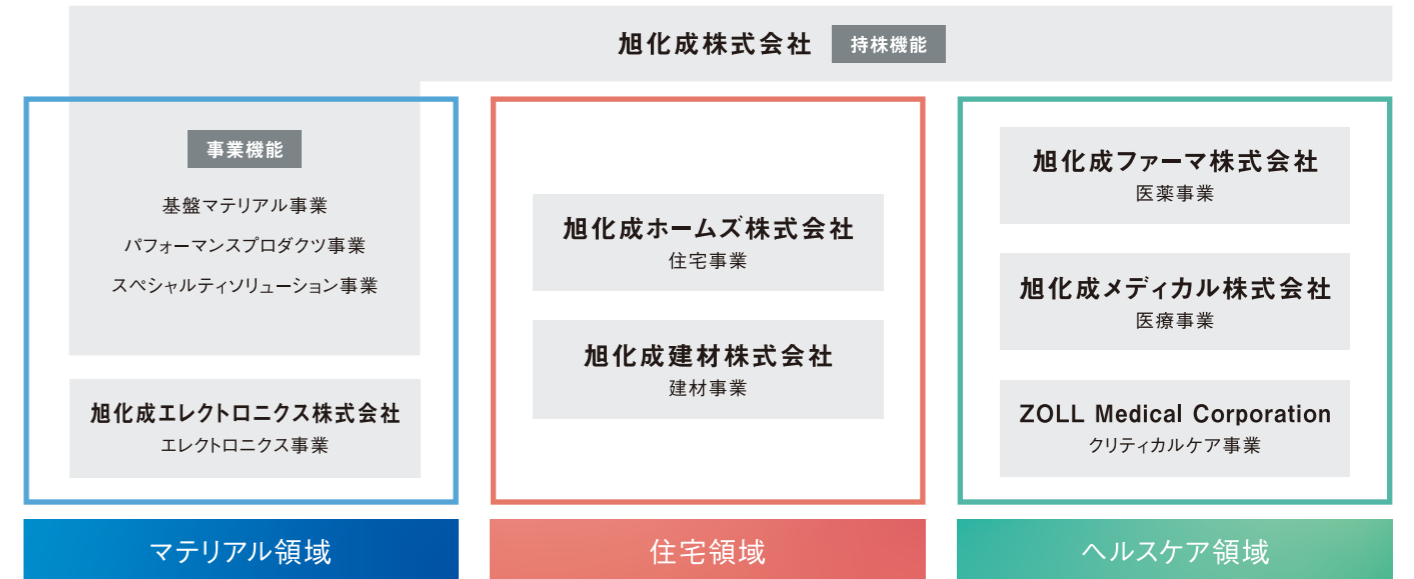 旭化成株式会社 持株機能
事業機能
基盤マテリアル事業
パフォーマンスプロダクツ事業
スペシャルティソリューション事業
旭化成エレクトロニクス株式会社
エレクトロニクス事業
マテリアル領域
旭化成ホームズ株式会社
住宅事業
旭化成建材株式会社
建材事業
住宅領域
旭化成ファーマ株式会社
医薬事業
旭化成メディカル株式会社
医療事業
ZOLL Medical Corporation
クリティカルケア事業
ヘルスケア領域